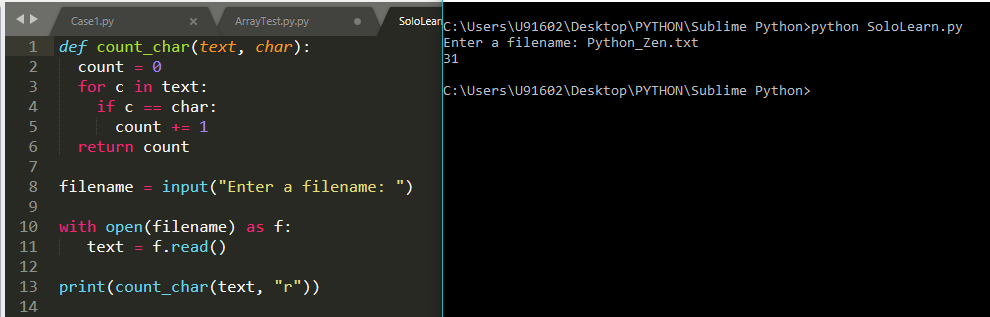 Case1.py × ArrayTest.py.py SoloLearn
1 def count_char(text, char):
2 count = 0
3 for c in text:
4 if c == char:
5 count += 1
6 return count
7
8 filename = input("Enter a filename: ")
9
10 with open(filename) as f:
11 text = f.read()
12
13 print(count_char(text, "r"))
14
C:\Users\U91602\Desktop\PYTHON\Sublime Python>python SoloLearn.py
Enter a filename: Python_Zen.txt
31
C:\Users\U91602\Desktop\PYTHON\Sublime Python>